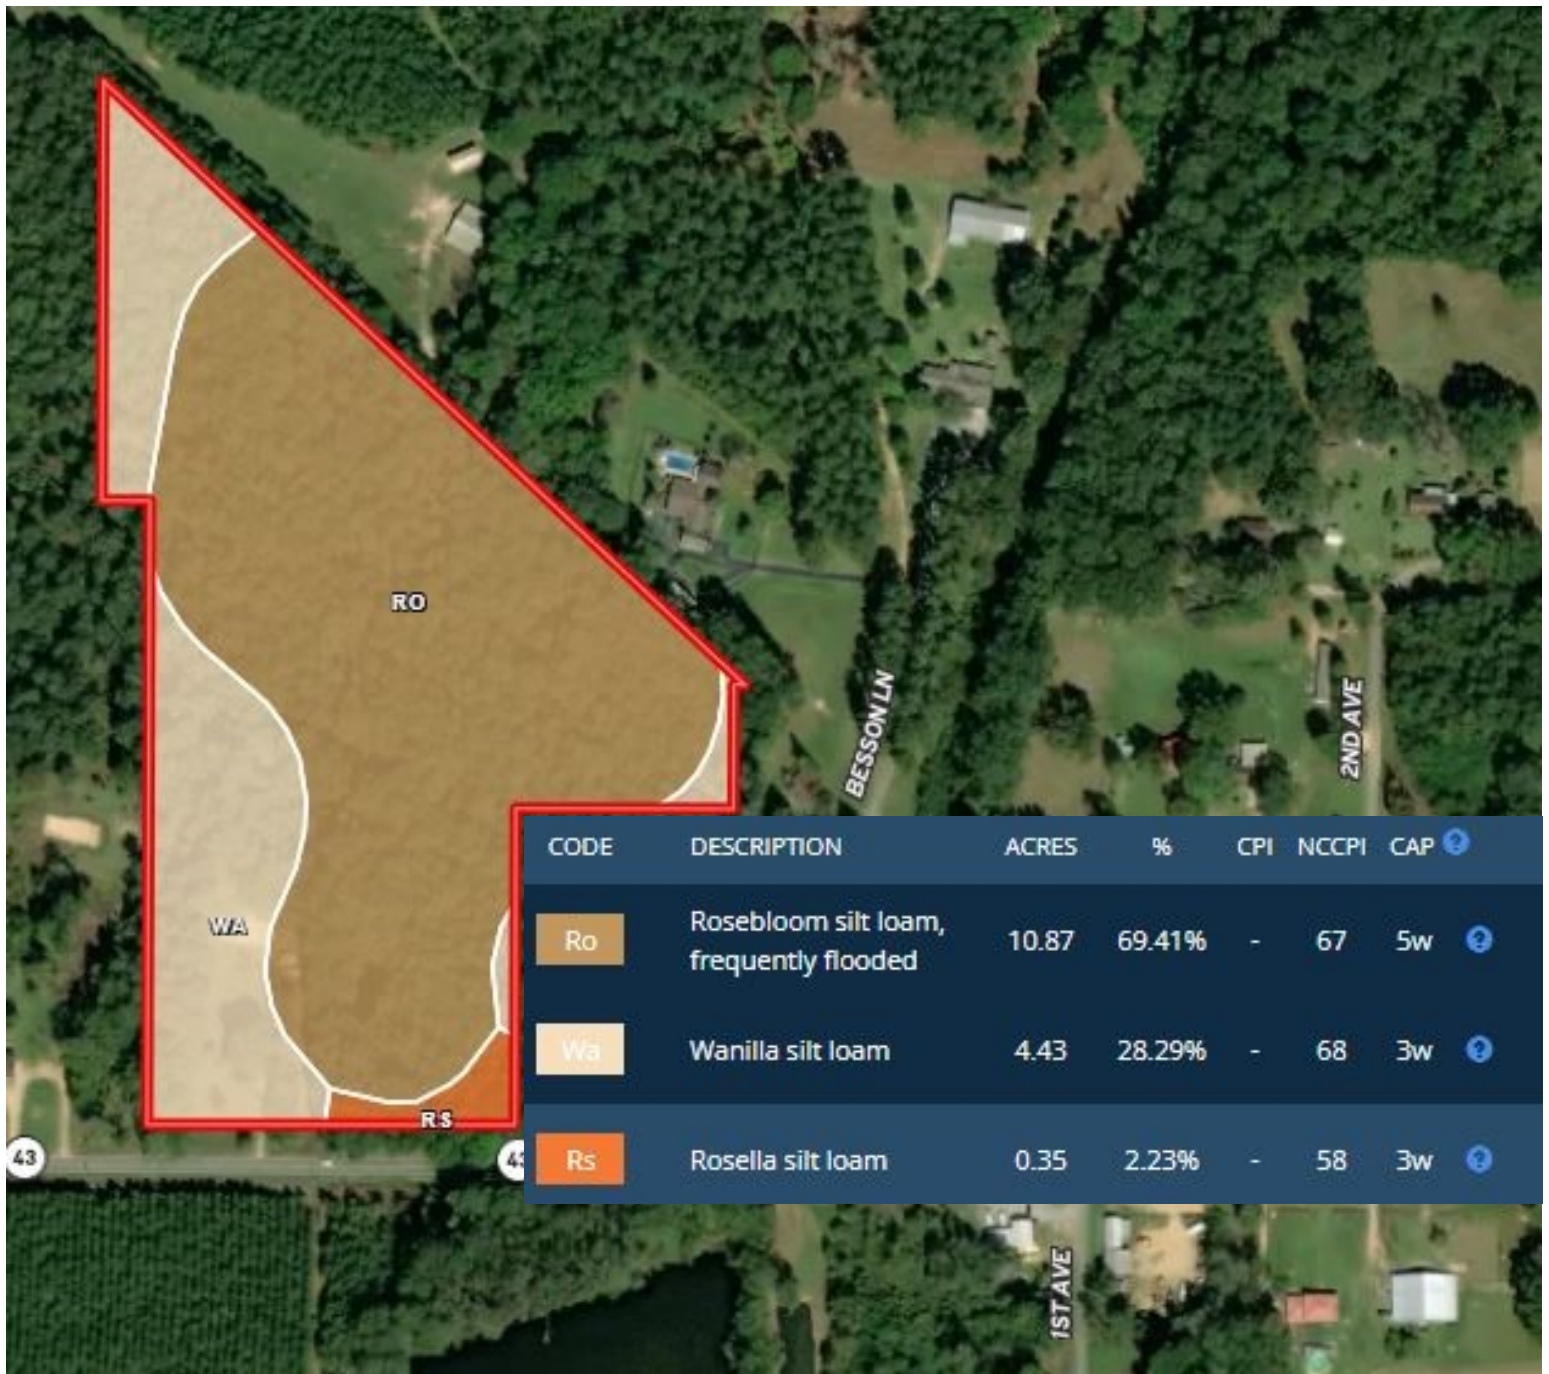 RO
BESSON LN
2ND AVE
WA
RS
43
CODE DESCRIPTION ACRES % CPI NCCPI CAP ?
Ro Rosebloom silt loam, 10.87 69.41% - 67 5w ?
frequently flooded
Wa Wanilla silt loam 4.43 28.29% - 68 3w ?
Rs Rosella silt loam 0.35 2.23% - 58 3w ?
1ST AVE